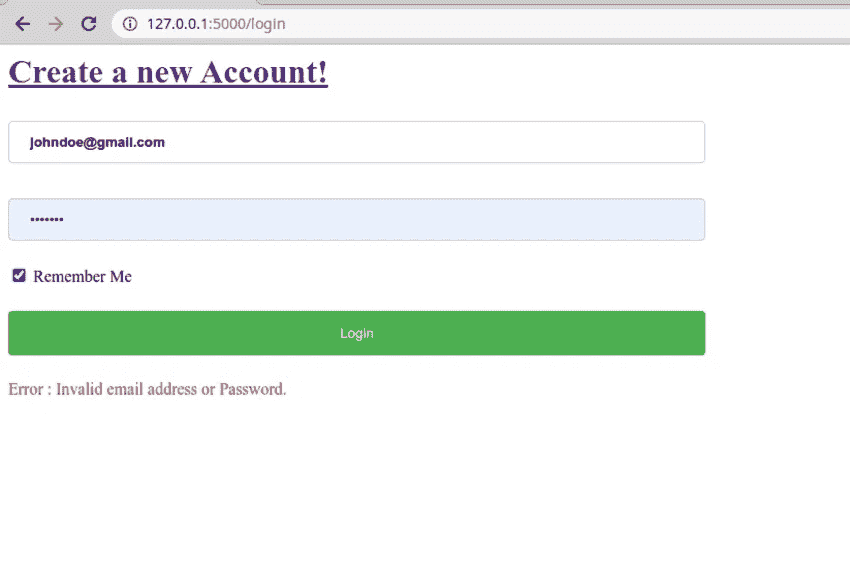 127.0.0.1:5000/login
Create a new Account!
johndoe@gmail.com
•••••••
Remember Me
Login
Error : Invalid email address or Password.